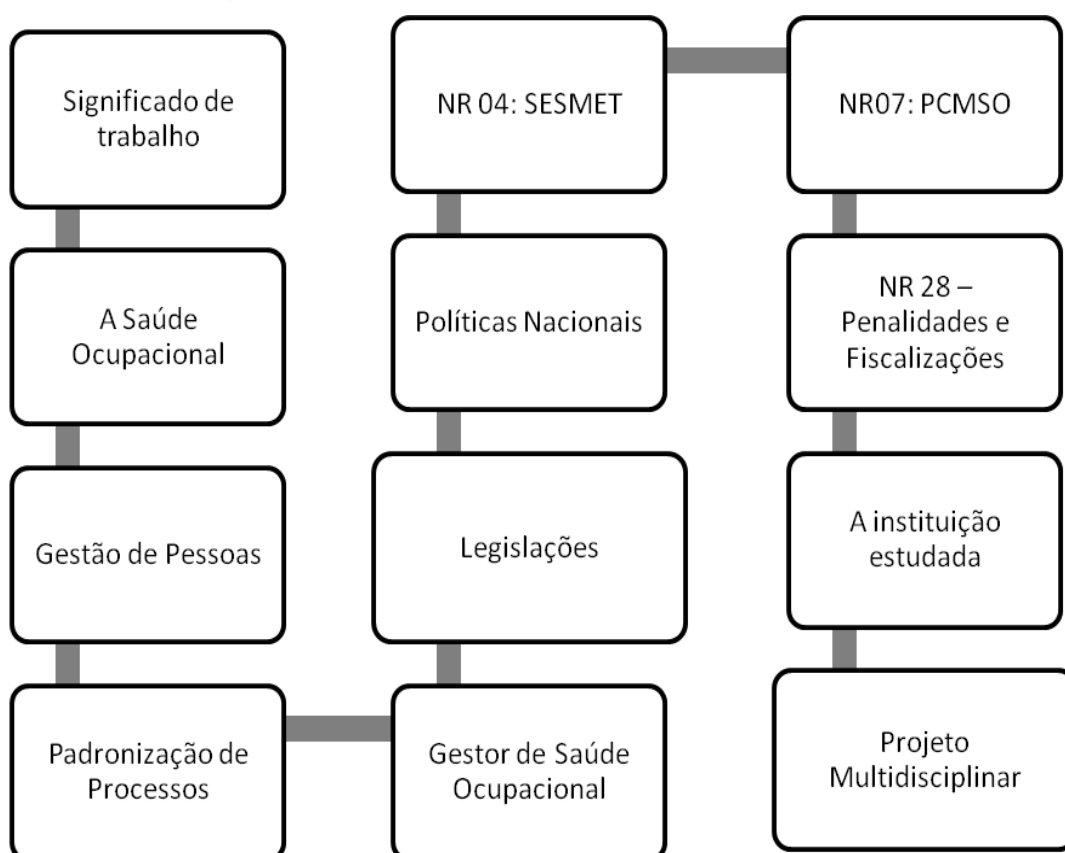 Significado de
trabalho
A Saúde
Ocupacional
Gestão de Pessoas
Padronização de
Processos
Gestor de Saúde
Ocupacional
Legislações
Políticas Nacionais
NR 04: SESMET
NR07: PCMSO
NR 28 –
Penalidades e
Fiscalizações
A instituição
estudada
Projeto
Multidisciplinar